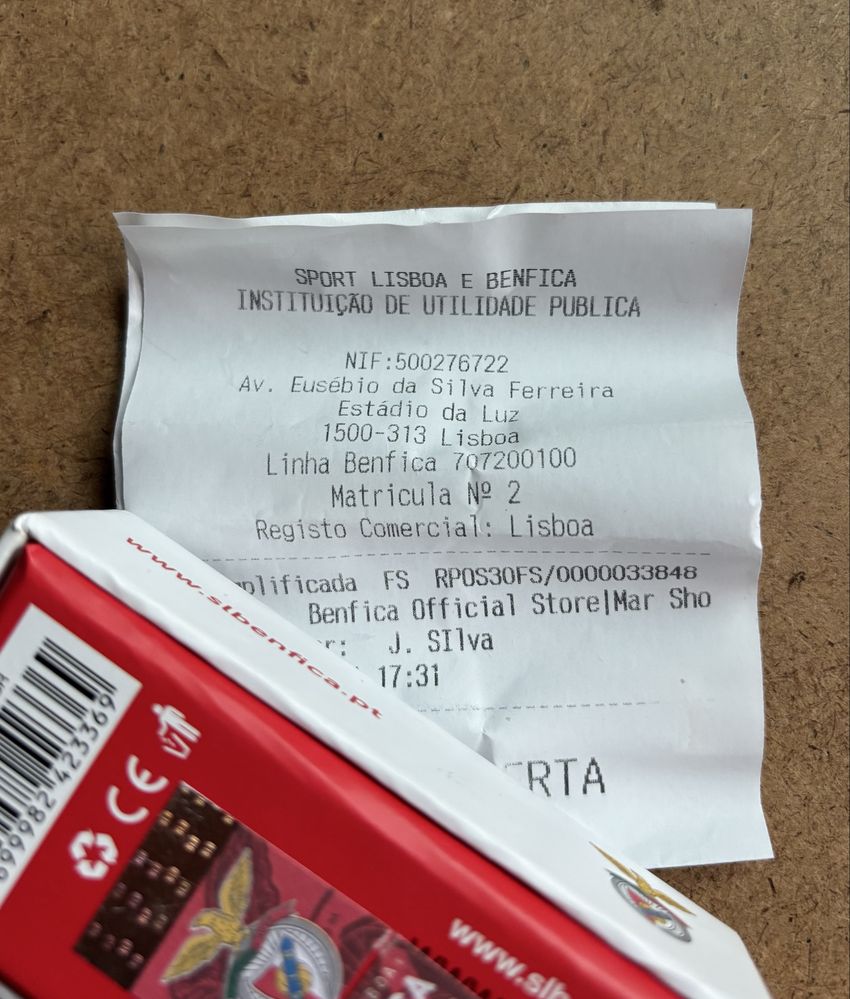 SPORT LISBOA E BENFICA
INSTITUIÇÃO DE UTILIDADE PUBLICA
NIF:500276722
Av. Eusébio da Silva Ferreira
Estádio da Luz
1500-313 Lisboa
Linha Benfica 707200100
Matricula Nº 2
Registo Comercial: Lisboa
FS RPOS30FS/0000033848
Benfica Official Store|Mar Sho
J. SIlva
17:31
www.slbenfica.pt
699982 423369
CE